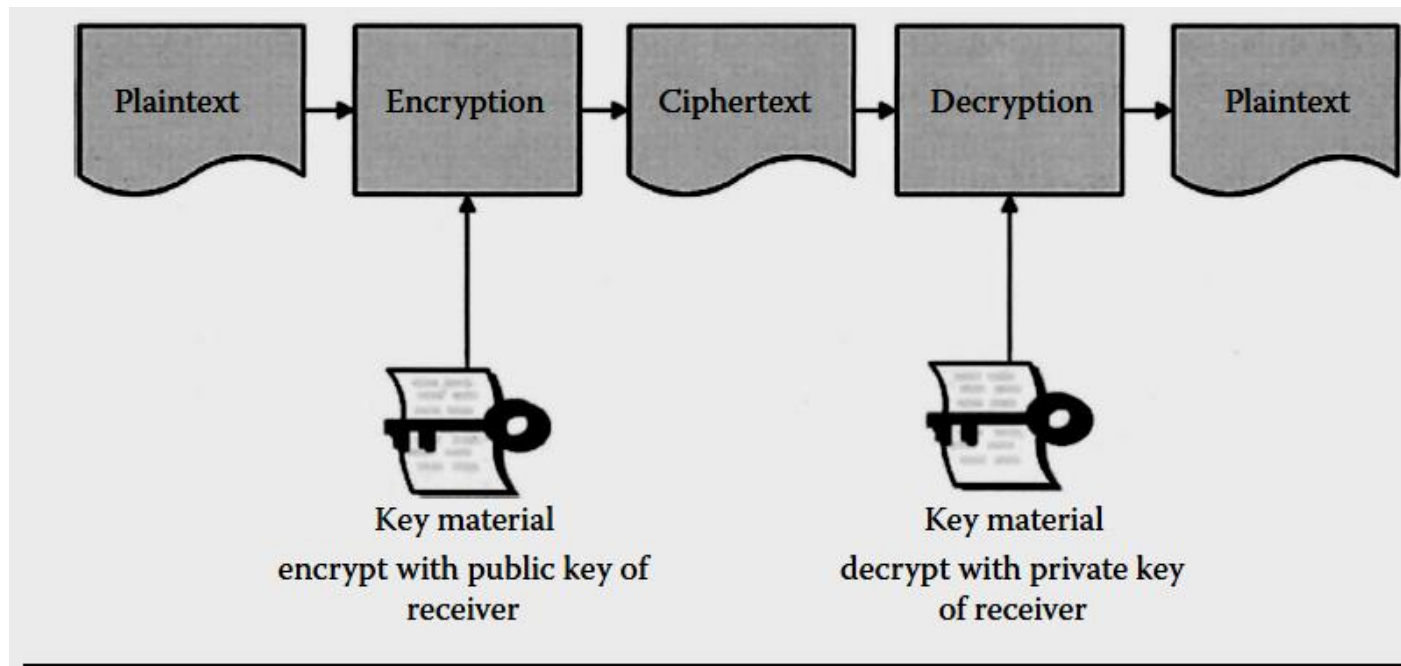 Plaintext
Encryption
Ciphertext
Decryption
Plaintext
Key material
encrypt with public key of
receiver
Key material
decrypt with private key
of receiver